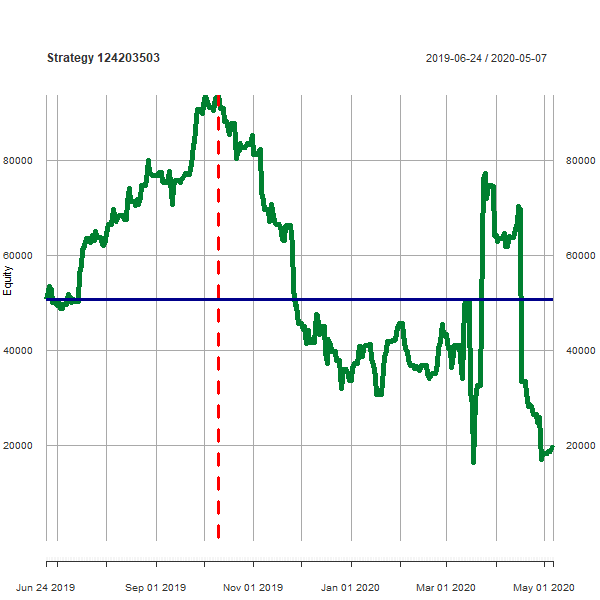 Strategy 124203503
2019-06-24 / 2020-05-07
80000
80000
60000
60000
Equity
40000
40000
20000
20000
Jun 24 2019
Sep 01 2019
Nov 01 2019
Jan 01 2020
Mar 01 2020
May 01 2020